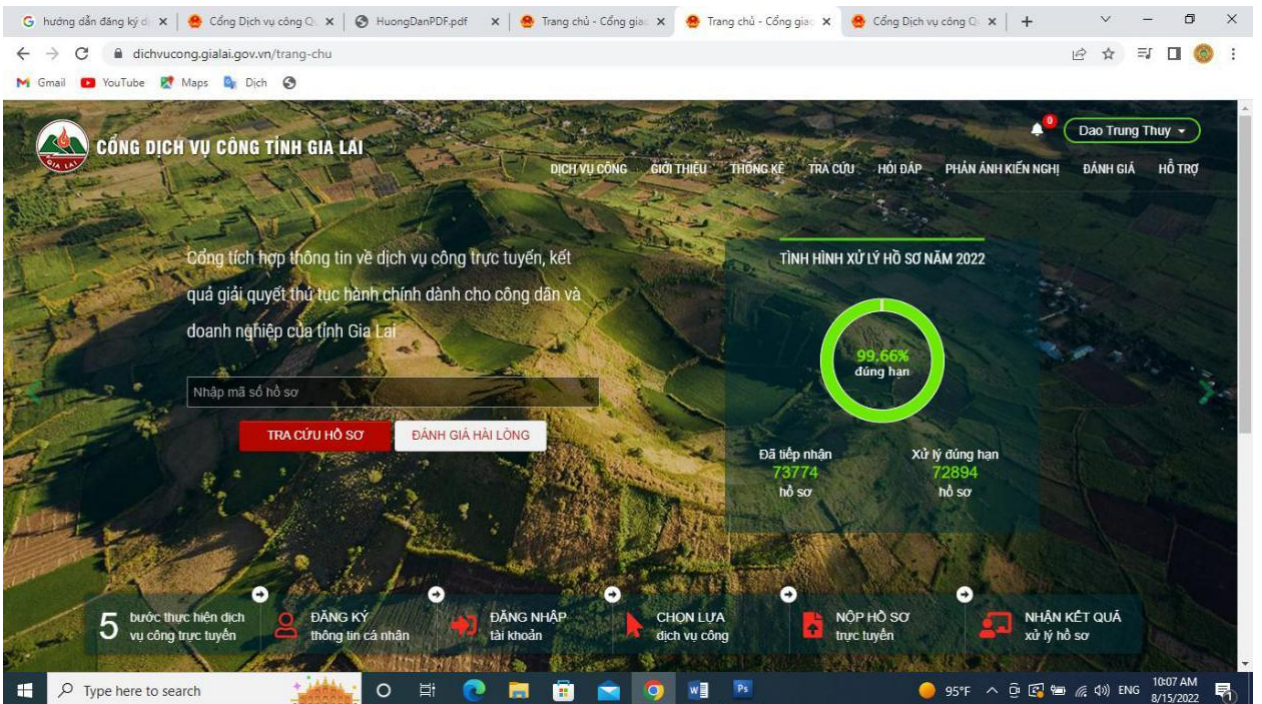 hướng dẫn đăng ký d
Cổng Dịch vụ công Q
HuongDanPDF.pdf
Trang chủ - Cổng giao
Trang chủ - Cổng giao
Cổng Dịch vụ công Q
dichvucong.gialai.gov.vn/trang-chu
Gmail
YouTube
Maps
Dịch
GIA LAI
CỔNG DỊCH VỤ CÔNG TỈNH GIA LAI
0
Dao Trung Thuy
DỊCH VỤ CÔNG
GIỚI THIỆU
THỐNG KÊ
TRA CỨU
HỎI ĐÁP
PHẢN ÁNH KIẾN NGHỊ
ĐÁNH GIÁ
HỖ TRỢ
Cổng tích hợp thông tin về dịch vụ công trực tuyến, kết
quả giải quyết thủ tục hành chính dành cho công dân và
doanh nghiệp của tỉnh Gia Lai
Nhập mã số hồ sơ
TRA CỨU HỒ SƠ
ĐÁNH GIÁ HÀI LÒNG
TÌNH HÌNH XỬ LÝ HỒ SƠ NĂM 2022
99.66%
đúng hạn
Đã tiếp nhận
73774
hồ sơ
Xử lý đúng hạn
72894
hồ sơ
5
bước thực hiện dịch
vụ công trực tuyến
ĐĂNG KÝ
thông tin cá nhân
ĐĂNG NHẬP
tài khoản
CHỌN LỰA
dịch vụ công
NỘP HỒ SƠ
trực tuyến
NHẬN KẾT QUẢ
xử lý hồ sơ
Type here to search
W
Ps
95°F
ENG
10:07 AM
8/15/2022
1